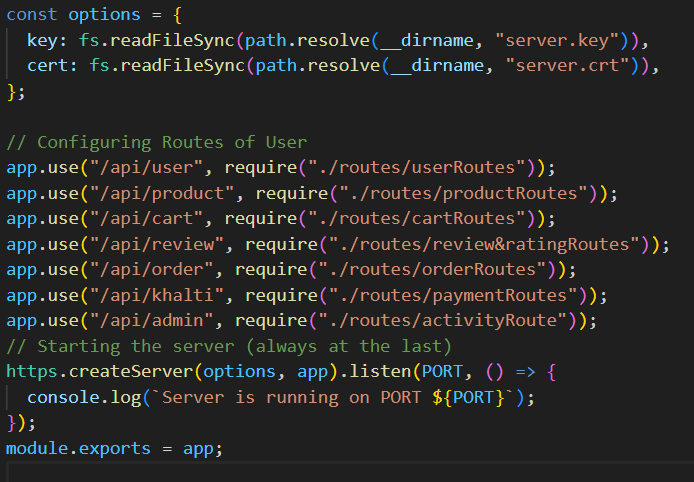 const options = {
  key: fs.readFileSync(path.resolve(__dirname, "server.key")),
  cert: fs.readFileSync(path.resolve(__dirname, "server.crt")),
};

// Configuring Routes of User
app.use("/api/user", require("./routes/userRoutes"));
app.use("/api/product", require("./routes/productRoutes"));
app.use("/api/cart", require("./routes/cartRoutes"));
app.use("/api/review", require("./routes/review&ratingRoutes"));
app.use("/api/order", require("./routes/orderRoutes"));
app.use("/api/khalti", require("./routes/paymentRoutes"));
app.use("/api/admin", require("./routes/activityRoute"));
// Starting the server (always at the last)
https.createServer(options, app).listen(PORT, () => {
  console.log(`Server is running on PORT ${PORT}`);
});
module.exports = app;